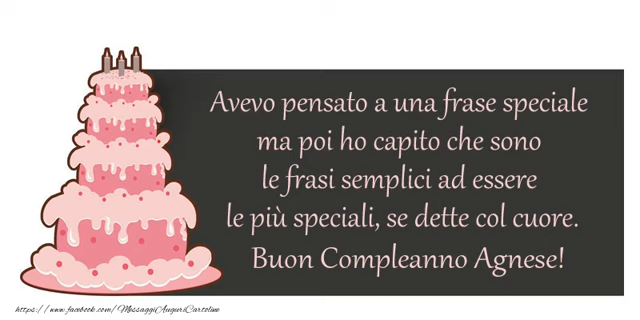 Avevo pensato a una frase speciale
ma poi ho capito che sono
le frasi semplici ad essere
le più speciali, se dette col cuore.
Buon Compleanno Agnese!
https://www.facebook.com/MessaggiAuguriCartoline